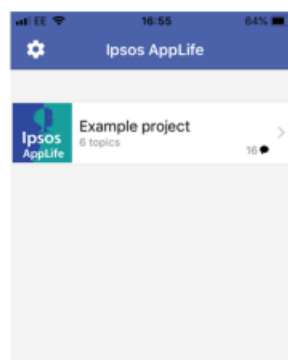 EE 16:55 64%
Ipsos AppLife
Ipsos
AppLife
Example project
6 topics
16